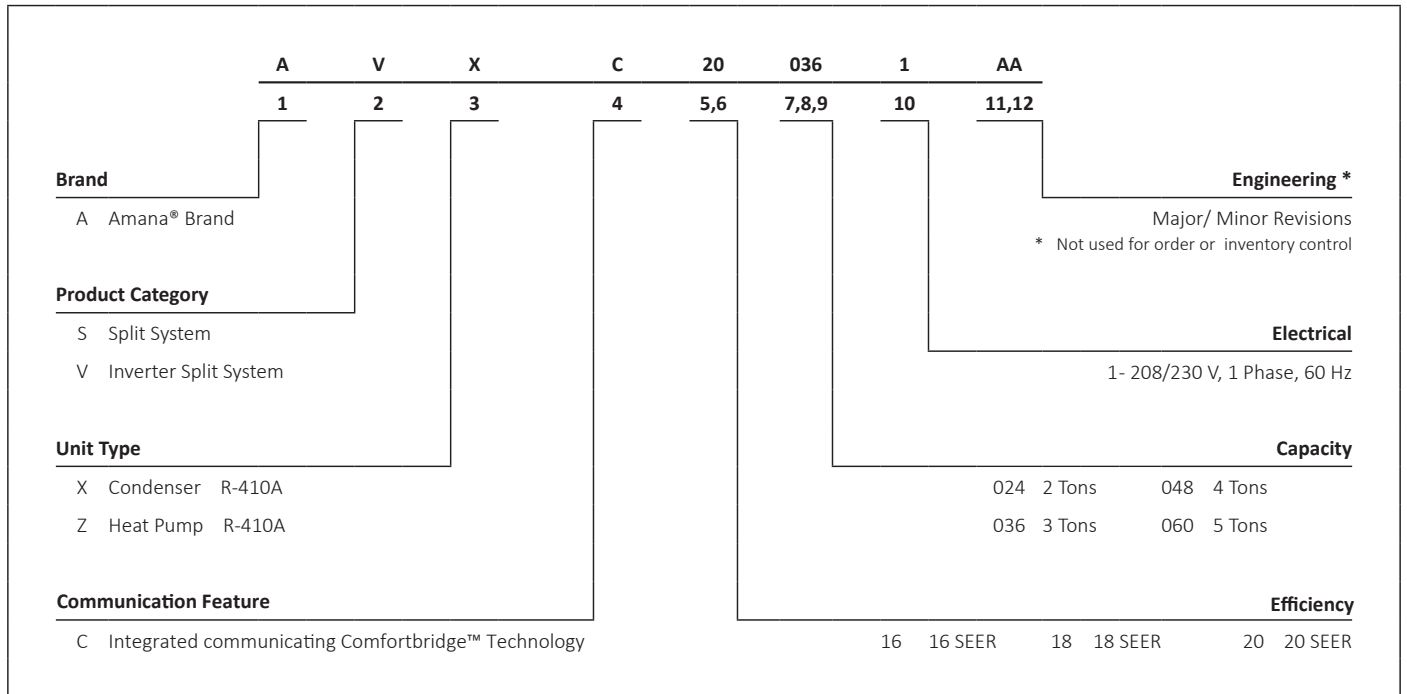 A V X C 20 036 1 AA
1 2 3 4 5,6 7,8,9 10 11,12
Brand
A Amana® Brand
Engineering *
Major/ Minor Revisions
* Not used for order or inventory control
Product Category
S Split System
V Inverter Split System
Electrical
1- 208/230 V, 1 Phase, 60 Hz
Unit Type
X Condenser R-410A
Z Heat Pump R-410A
Capacity
024 2 Tons 048 4 Tons
036 3 Tons 060 5 Tons
Communication Feature
C Integrated communicating Comfortbridge™ Technology
Efficiency
16 16 SEER 18 18 SEER 20 20 SEER